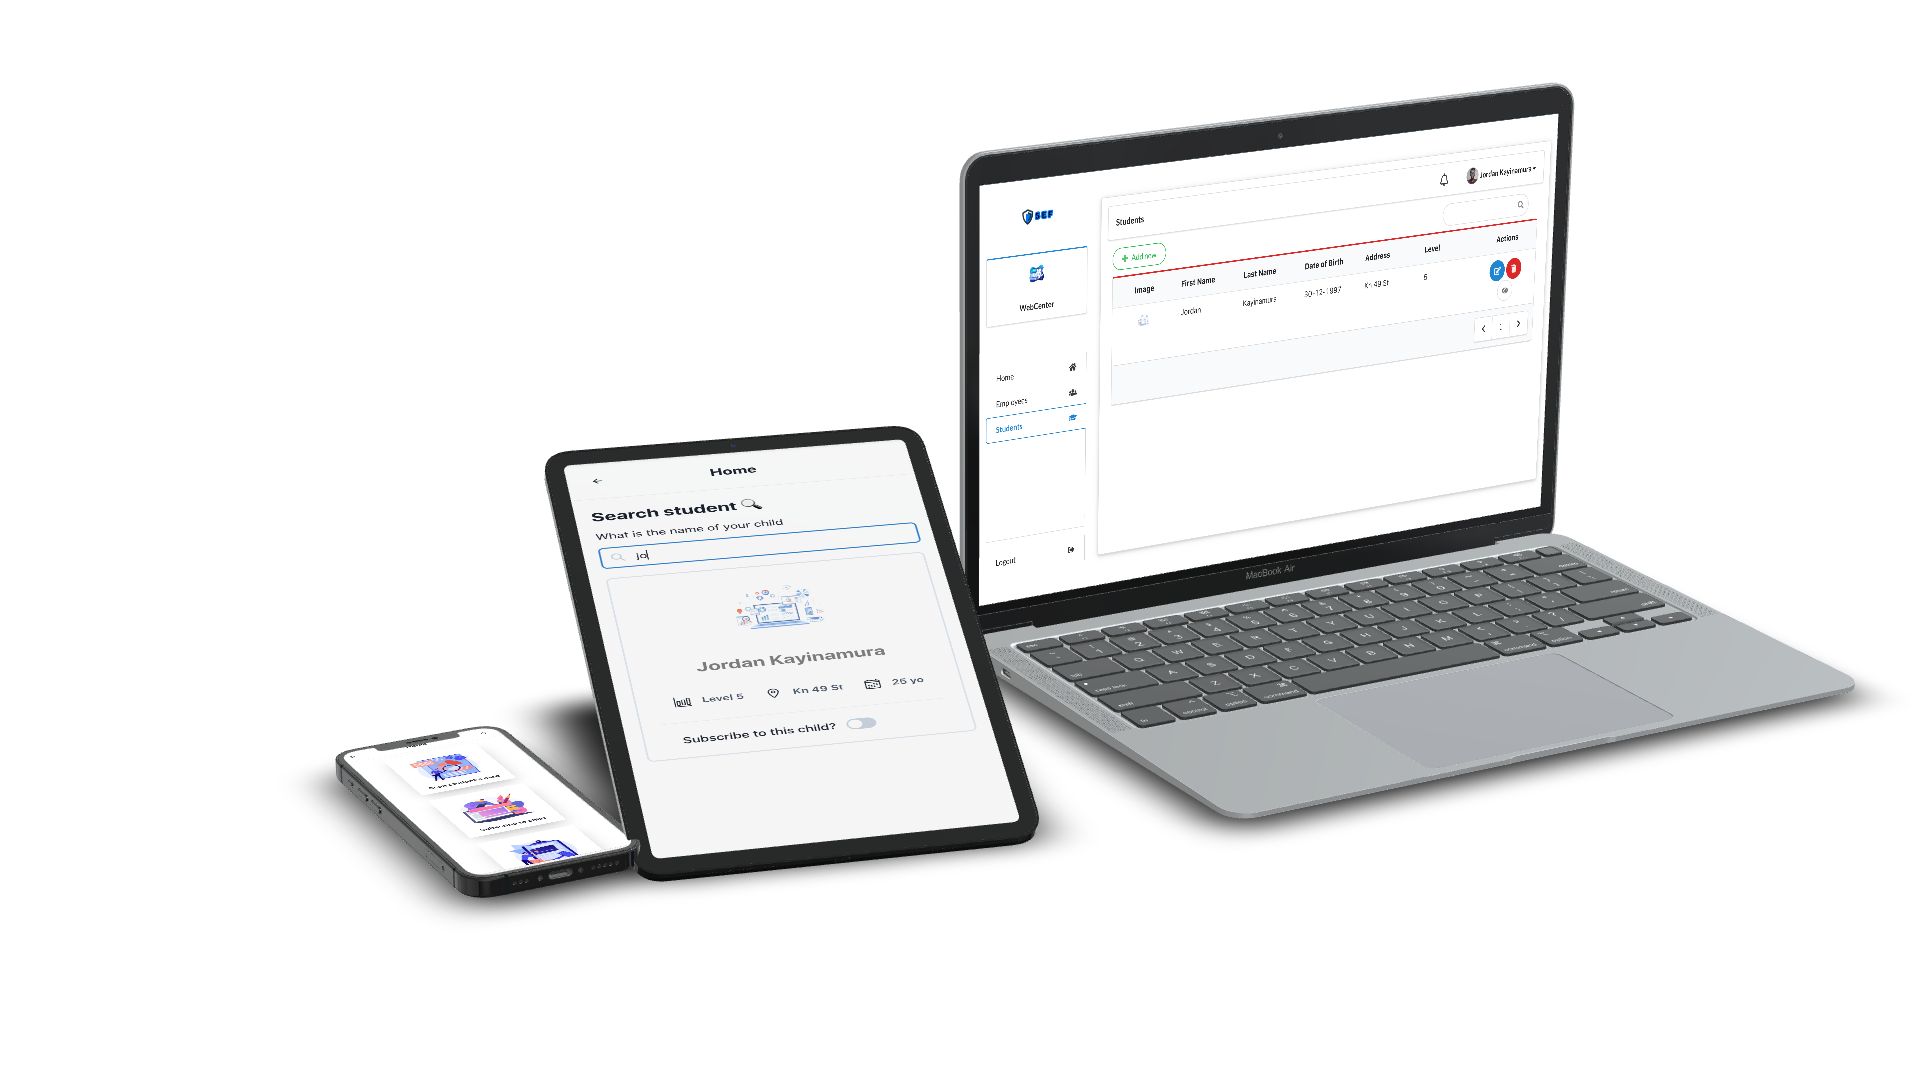 SEF
WebCenter
Home
Employees
Students
Logout
Students
Jordan Kayinamura
+ Add new
Image First Name Last Name Date of Birth Address Level Actions
Jordan Kayinamura 30-12-1997 Kn 49 St 5
MacBook Air
Home
Search student
What is the name of your child
jo
Jordan Kayinamura
Level 5 Kn 49 St 25 yo
Subscribe to this child?